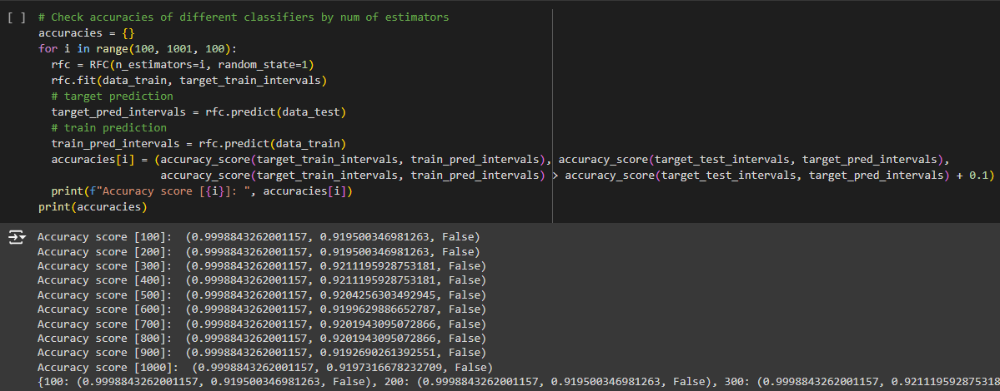 [ ] # Check accuracies of different classifiers by num of estimators
accuracies = {}
for i in range(100, 1001, 100):
  rfc = RFC(n_estimators=i, random_state=1)
  rfc.fit(data_train, target_train_intervals)
  # target prediction
  target_pred_intervals = rfc.predict(data_test)
  # train prediction
  train_pred_intervals = rfc.predict(data_train)
  accuracies[i] = (accuracy_score(target_train_intervals, train_pred_intervals), accuracy_score(target_test_intervals, target_pred_intervals),
                  accuracy_score(target_train_intervals, train_pred_intervals) > accuracy_score(target_test_intervals, target_pred_intervals) + 0.1)
  print(f"Accuracy score [{i}]: ", accuracies[i])
print(accuracies)
Accuracy score [100]:  (0.9998843262001157, 0.919500346981263, False)
Accuracy score [200]:  (0.9998843262001157, 0.919500346981263, False)
Accuracy score [300]:  (0.9998843262001157, 0.9211195928753181, False)
Accuracy score [400]:  (0.9998843262001157, 0.9211195928753181, False)
Accuracy score [500]:  (0.9998843262001157, 0.9204256303492945, False)
Accuracy score [600]:  (0.9998843262001157, 0.9199629886652787, False)
Accuracy score [700]:  (0.9998843262001157, 0.9201943095072866, False)
Accuracy score [800]:  (0.9998843262001157, 0.9201943095072866, False)
Accuracy score [900]:  (0.9998843262001157, 0.9192690261392551, False)
Accuracy score [1000]:  (0.9998843262001157, 0.9197316678232709, False)
{100: (0.9998843262001157, 0.919500346981263, False), 200: (0.9998843262001157, 0.919500346981263, False), 300: (0.9998843262001157, 0.921119592875318